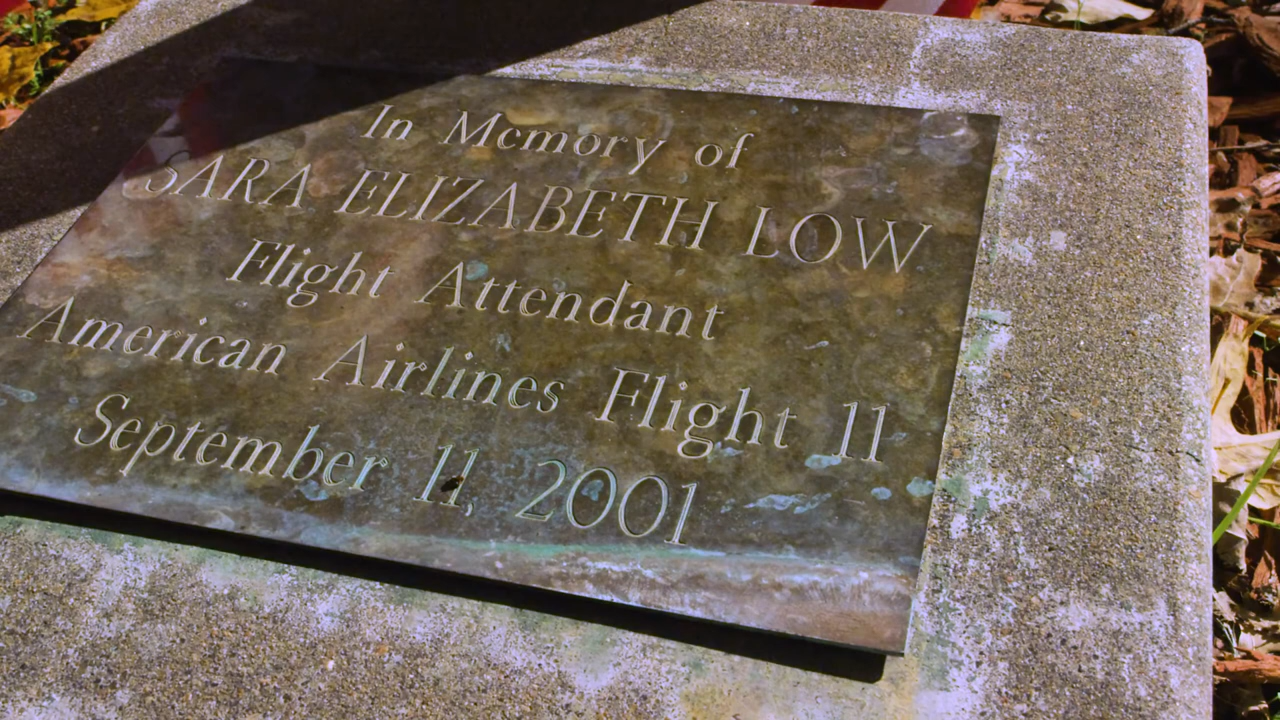 In Memory of
SARA ELIZABETH LOW
Flight Attendant
American Airlines Flight 11
September 11, 2001